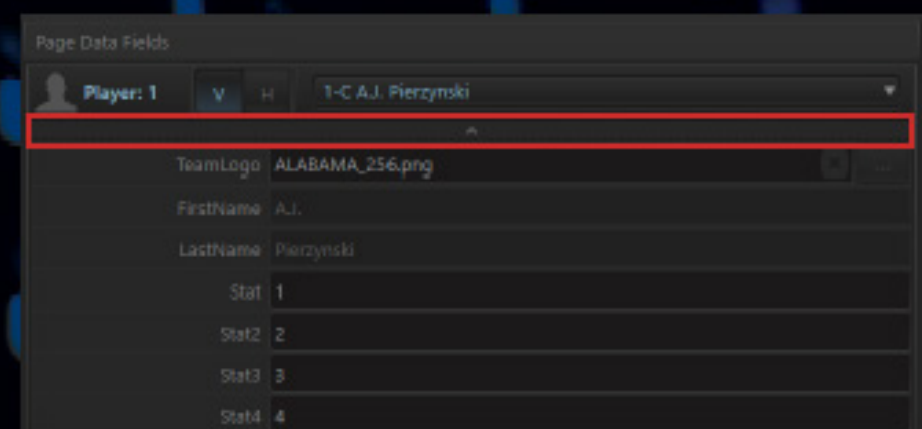 Page Data Fields
Player: 1 V H 1-C A.J. Pierzynski
TeamLogo ALABAMA_256.png ...
FirstName A.J.
LastName Pierzynski
Stat 1
Stat2 2
Stat3 3
Stat4 4